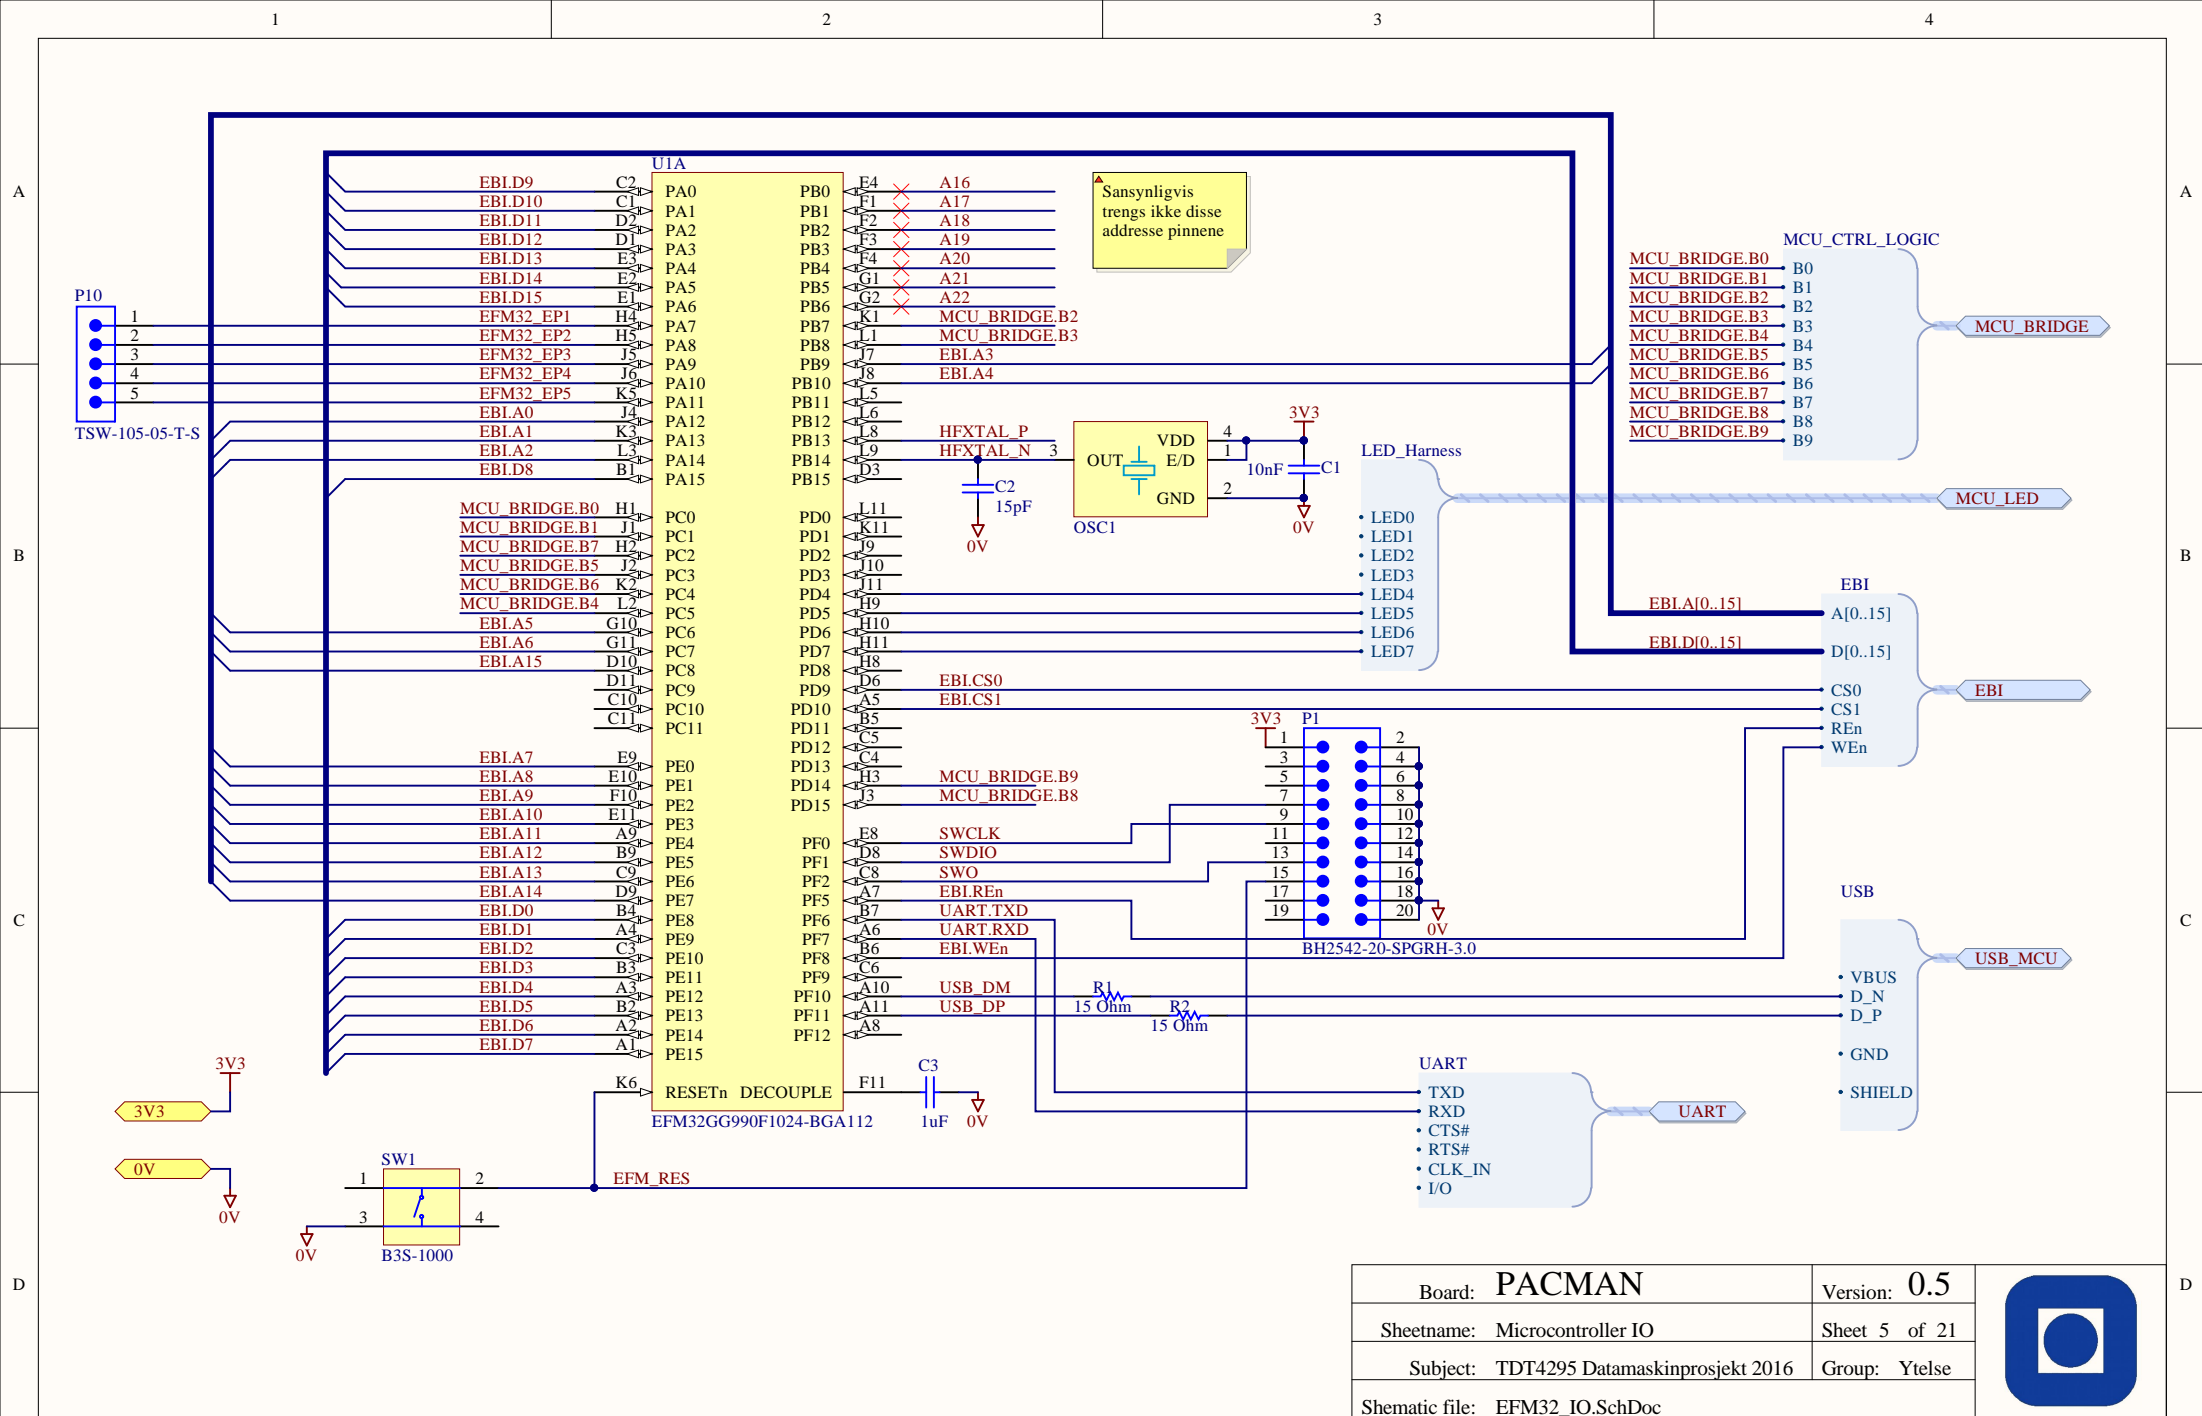 1 2 3 4
A A
B B
C C
D D
U1A
EBI.D9 C2 PA0
EBI.D10 C1 PA1
EBI.D11 D2 PA2
EBI.D12 D1 PA3
EBI.D13 E3 PA4
EBI.D14 E2 PA5
EBI.D15 E1 PA6
EFM32_EP1 H4 PA7
EFM32_EP2 H5 PA8
EFM32_EP3 J5 PA9
EFM32_EP4 J6 PA10
EFM32_EP5 K5 PA11
EBI.A0 J4 PA12
EBI.A1 K3 PA13
EBI.A2 L3 PA14
EBI.D8 B1 PA15
MCU_BRIDGE.B0 H1 PC0
MCU_BRIDGE.B1 J1 PC1
MCU_BRIDGE.B7 H2 PC2
MCU_BRIDGE.B5 J2 PC3
MCU_BRIDGE.B6 K2 PC4
MCU_BRIDGE.B4 L2 PC5
EBI.A5 G10 PC6
EBI.A6 G11 PC7
EBI.A15 D10 PC8
D11 PC9
C10 PC10
C11 PC11
EBI.A7 E9 PE0
EBI.A8 E10 PE1
EBI.A9 F10 PE2
EBI.A10 E11 PE3
EBI.A11 A9 PE4
EBI.A12 B9 PE5
EBI.A13 C9 PE6
EBI.A14 D9 PE7
EBI.D0 B4 PE8
EBI.D1 A4 PE9
EBI.D2 C3 PE10
EBI.D3 B3 PE11
EBI.D4 A3 PE12
EBI.D5 B2 PE13
EBI.D6 A2 PE14
EBI.D7 A1 PE15
K6 RESETn DECOUPLE F11
EFM32GG990F1024-BGA112
PB0 E4 A16
PB1 F1 A17
PB2 F2 A18
PB3 F3 A19
PB4 F4 A20
PB5 G1 A21
PB6 G2 A22
PB7 K1 MCU_BRIDGE.B2
PB8 L1 MCU_BRIDGE.B3
PB9 J7 EBI.A3
PB10 J8 EBI.A4
PB11 L5
PB12 L6
PB13 L8 HFXTAL_P
PB14 L9 HFXTAL_N
PB15 D3
PD0 L11
PD1 K11
PD2 J9
PD3 J10
PD4 J11
PD5 H9
PD6 H10
PD7 H11
PD8 H8
PD9 D6 EBI.CS0
PD10 A5 EBI.CS1
PD11 B5
PD12 C5
PD13 C4
PD14 H3 MCU_BRIDGE.B9
PD15 J3 MCU_BRIDGE.B8
PF0 E8 SWCLK
PF1 D8 SWDIO
PF2 C8 SWO
PF5 A7 EBI.REn
PF6 B7 UART.TXD
PF7 A6 UART.RXD
PF8 B6 EBI.WEn
PF9 C6
PF10 A10 USB_DM
PF11 A11 USB_DP
PF12 A8
Sansynligvis
trengs ikke disse
addresse pinnene
P10
1
2
3
4
5
TSW-105-05-T-S
C2
15pF
0V
3 OUT
VDD 4
E/D 1
GND 2
OSC1
3V3
10nF C1
0V
MCU_CTRL_LOGIC
MCU_BRIDGE.B0 B0
MCU_BRIDGE.B1 B1
MCU_BRIDGE.B2 B2
MCU_BRIDGE.B3 B3
MCU_BRIDGE.B4 B4
MCU_BRIDGE.B5 B5
MCU_BRIDGE.B6 B6
MCU_BRIDGE.B7 B7
MCU_BRIDGE.B8 B8
MCU_BRIDGE.B9 B9
MCU_BRIDGE
LED_Harness
LED0
LED1
LED2
LED3
LED4
LED5
LED6
LED7
MCU_LED
EBI
EBI.A[0..15] A[0..15]
EBI.D[0..15] D[0..15]
CS0
CS1
REn
WEn
EBI
3V3 P1
1 2
3 4
5 6
7 8
9 10
11 12
13 14
15 16
17 18
19 20
0V
BH2542-20-SPGRH-3.0
R1
15 Ohm
R2
15 Ohm
USB
VBUS
D_N
D_P
GND
SHIELD
USB_MCU
UART
TXD
RXD
CTS#
RTS#
CLK_IN
I/O
UART
C3
1uF 0V
3V3
3V3
0V
0V
SW1
1 2
3 4
0V
B3S-1000
EFM_RES
Board: PACMAN Version: 0.5
Sheetname: Microcontroller IO Sheet 5 of 21
Subject: TDT4295 Datamaskinprosjekt 2016 Group: Ytelse
Shematic file: EFM32_IO.SchDoc